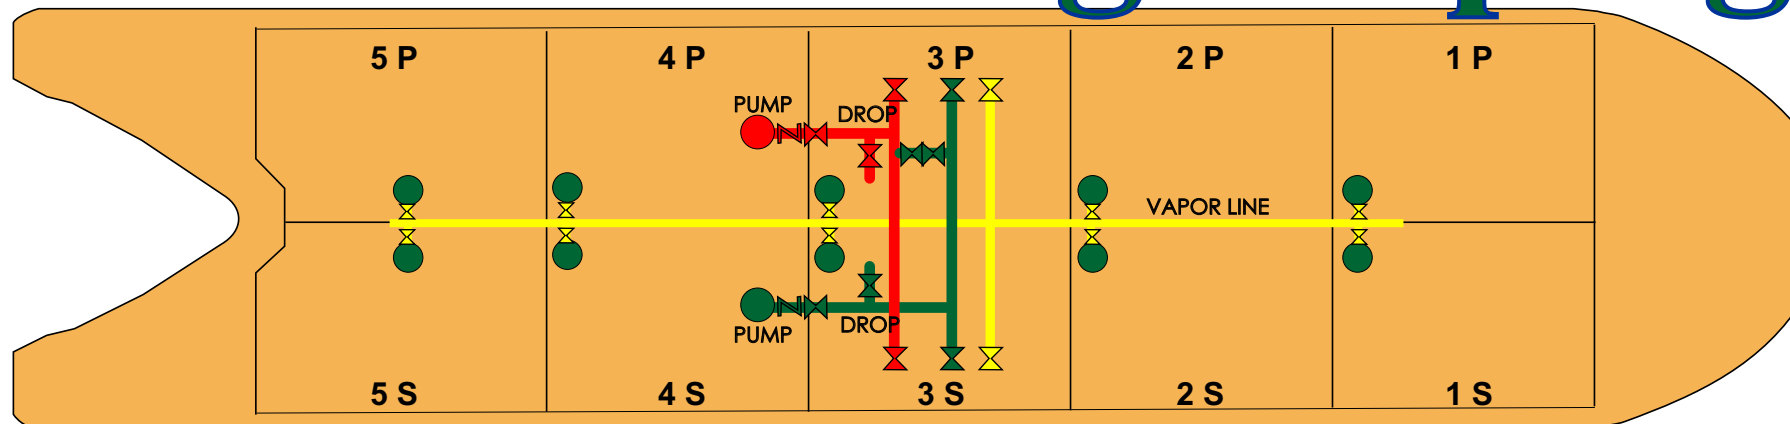 5 P
4 P
3 P
2 P
1 P
PUMP
DROP
VAPOR LINE
DROP
PUMP
5 S
4 S
3 S
2 S
1 S